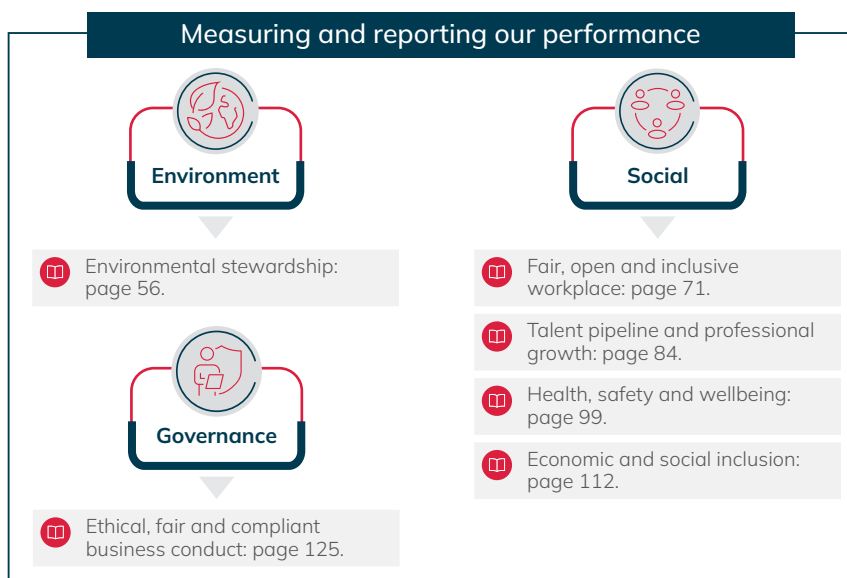 Measuring and reporting our performance
Environment
Environmental stewardship:
page 56.
Governance
Ethical, fair and compliant
business conduct: page 125.
Social
Fair, open and inclusive
workplace: page 71.
Talent pipeline and professional
growth: page 84.
Health, safety and wellbeing:
page 99.
Economic and social inclusion:
page 112.